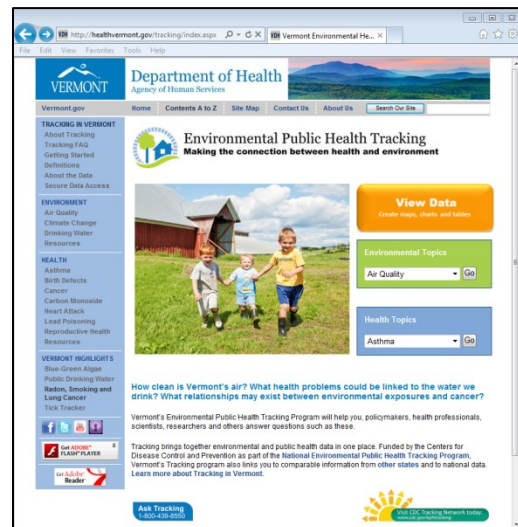 http://healthvermont.gov/tracking/index.aspx
Vermont Environmental He...
File Edit View Favorites Tools Help
VERMONT
Department of Health
Agency of Human Services
Vermont.gov
Home Contents A to Z Site Map Contact Us About Us Search Our Site
TRACKING IN VERMONT
About Tracking
Tracking FAQ
Getting Started
Definitions
About the Data
Secure Data Access
ENVIRONMENT
Air Quality
Climate Change
Drinking Water
Resources
HEALTH
Asthma
Birth Defects
Cancer
Carbon Monoxide
Heart Attack
Lead Poisoning
Reproductive Health
Resources
VERMONT HIGHLIGHTS
Blue-Green Algae
Public Drinking Water
Radon, Smoking and
Lung Cancer
Tick Tracker
Get ADOBE®
FLASH® PLAYER
Get Adobe®
Reader®
Environmental Public Health Tracking
Making the connection between health and environment
View Data
Create maps, charts and tables
Environmental Topics
Air Quality Go
Health Topics
Asthma Go
How clean is Vermont's air? What health problems could be linked to the water we
drink? What relationships may exist between environmental exposures and cancer?
Vermont's Environmental Public Health Tracking Program will help you, policymakers, health professionals,
scientists, researchers and others answer questions such as these.
Tracking brings together environmental and public health data in one place. Funded by the Centers for
Disease Control and Prevention as part of the National Environmental Public Health Tracking Program,
Vermont's Tracking program also links you to comparable information from other states and to national data.
Learn more about Tracking in Vermont.
Ask Tracking
1-800-439-8550
Visit CDC Tracking Network today: